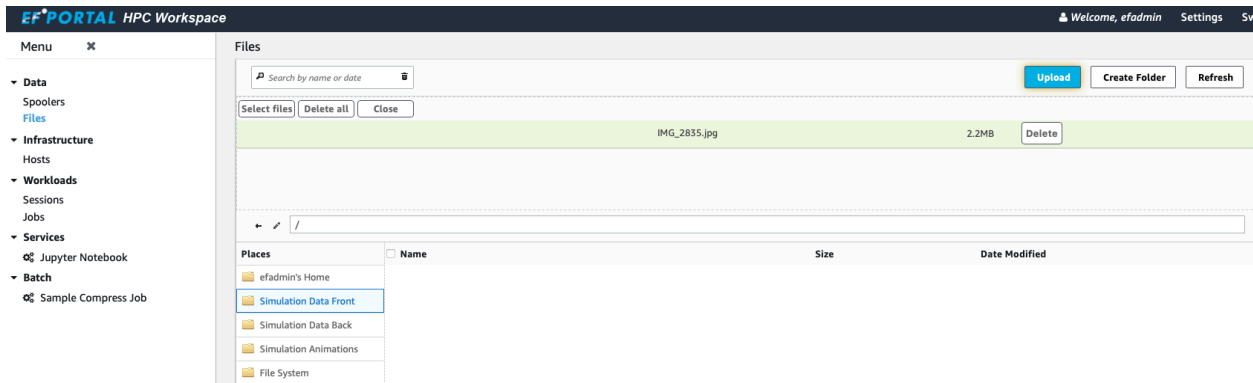 EF PORTAL HPC Workspace
Welcome, efadmin Settings Sw
Menu
Data
Spoolers
Files
Infrastructure
Hosts
Workloads
Sessions
Jobs
Services
Jupyter Notebook
Batch
Sample Compress Job
Files
Search by name or date
Upload Create Folder Refresh
Select files Delete all Close
IMG_2835.jpg 2.2MB Delete
/
Places
efadmin's Home
Simulation Data Front
Simulation Data Back
Simulation Animations
File System
Name Size Date Modified